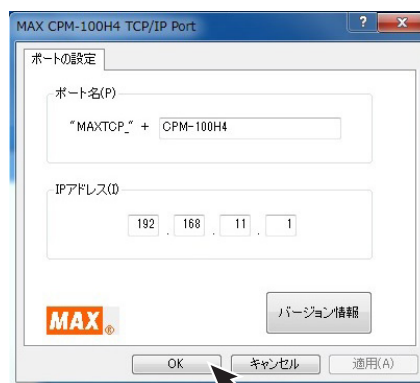 MAX CPM-100H4 TCP/IP Port
ポートの設定
ポート名(P)
"MAXTCP_" + CPM-100H4
IPアドレス(I)
192 . 168 . 11 . 1
MAX ®
バージョン情報
OK キャンセル 適用(A)